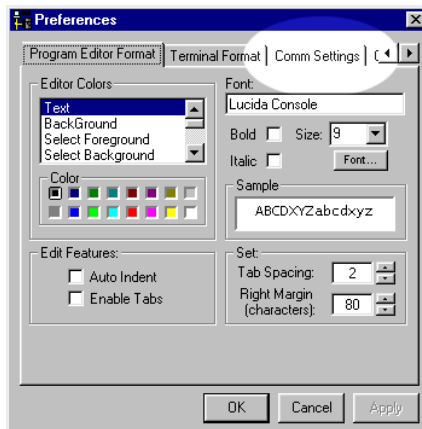 Preferences
Program Editor Format Terminal Format Comm Settings
Editor Colors
Text
BackGround
Select Foreground
Select Background
Color
Font:
Lucida Console
Bold Size: 9
Italic Font...
Sample
ABCDXYZabcdxyz
Edit Features:
Auto Indent
Enable Tabs
Set:
Tab Spacing: 2
Right Margin
(characters): 80
OK Cancel Apply